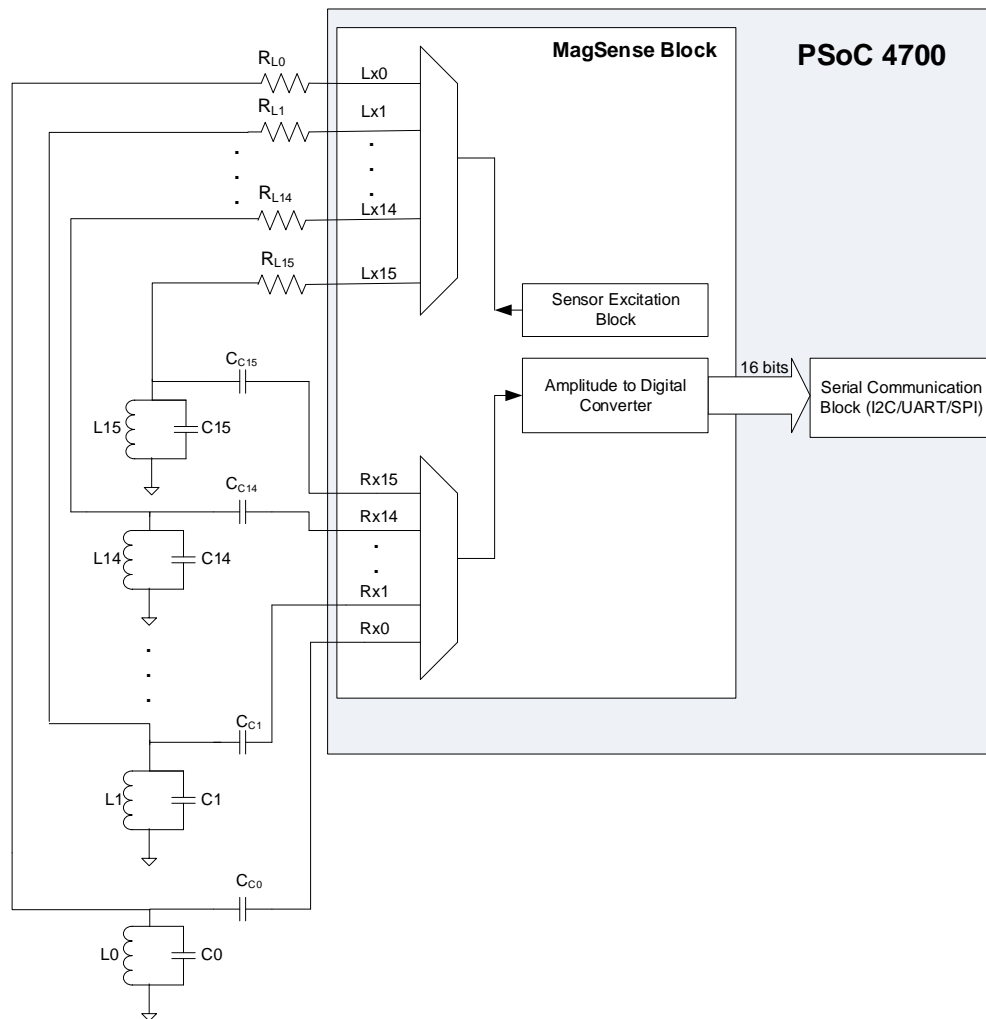 MagSense Block
PSoC 4700
RL0
Lx0
RL1
Lx1
RL14
Lx14
RL15
Lx15
Sensor Excitation
Block
CC15
Amplitude to Digital
Converter
16 bits
Serial Communication
Block (I2C/UART/SPI)
L15
C15
Rx15
CC14
Rx14
L14
C14
Rx1
Rx0
CC1
L1
C1
CC0
L0
C0